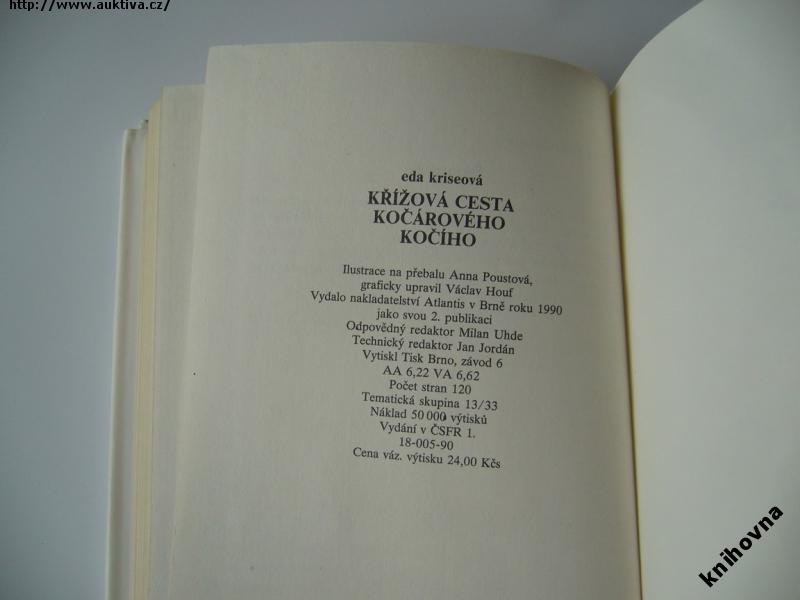 http://www.auktiva.cz/
eda kriseová
KŘÍŽOVÁ CESTA
KOČÁROVÉHO
KOČÍHO
Ilustrace na přebalu Anna Poustová,
graficky upravil Václav Houf
Vydalo nakladatelství Atlantis v Brně roku 1990
jako svou 2. publikaci
Odpovědný redaktor Milan Uhde
Technický redaktor Jan Jordán
Vytiskl Tisk Brno, závod 6
AA 6,22 VA 6,62
Počet stran 120
Tematická skupina 13/33
Náklad 50 000 výtisků
Vydání v ČSFR 1.
18-005-90
Cena váz. výtisku 24,00 Kčs
knihovna